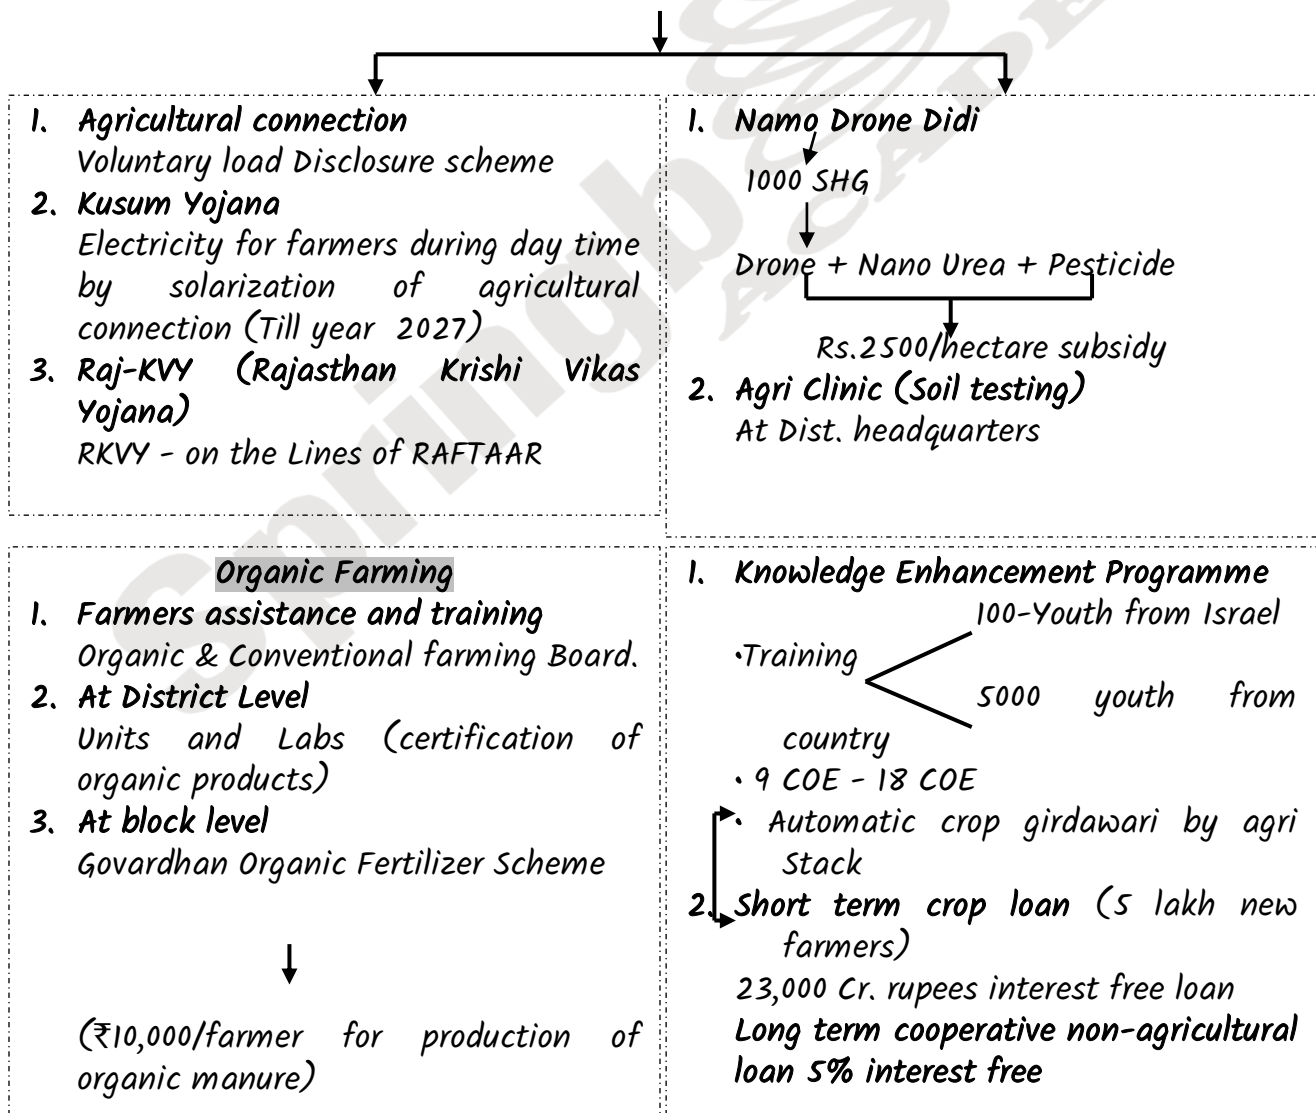 1. Agricultural connection
Voluntary load Disclosure scheme
2. Kusum Yojana
Electricity for farmers during day time
by solarization of agricultural
connection (Till year 2027)
3. Raj-KVY (Rajasthan Krishi Vikas
Yojana)
RKVY - on the Lines of RAFTAAR
1. Namo Drone Didi
1000 SHG
Drone + Nano Urea + Pesticide
Rs.2500/hectare subsidy
2. Agri Clinic (Soil testing)
At Dist. headquarters
Organic Farming
1. Farmers assistance and training
Organic & Conventional farming Board.
2. At District Level
Units and Labs (certification of
organic products)
3. At block level
Govardhan Organic Fertilizer Scheme
(₹10,000/farmer for production of
organic manure)
1. Knowledge Enhancement Programme
100-Youth from Israel
•Training
5000 youth from
country
• 9 COE - 18 COE
• Automatic crop girdawari by agri
Stack
2. Short term crop loan (5 lakh new
farmers)
23,000 Cr. rupees interest free loan
Long term cooperative non-agricultural
loan 5% interest free
Springb
ACADE